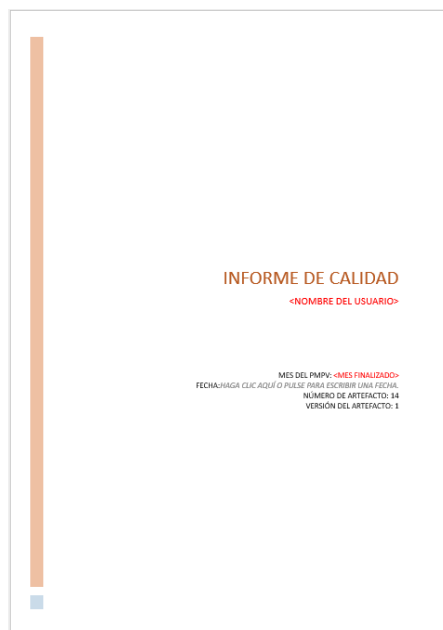 INFORME DE CALIDAD
<NOMBRE DEL USUARIO>
MES DEL PMPV: <MES FINALIZADO>
FECHA:HAGA CLIC AQUÍ O PULSE PARA ESCRIBIR UNA FECHA.
NÚMERO DE ARTEFACTO: 14
VERSIÓN DEL ARTEFACTO: 1